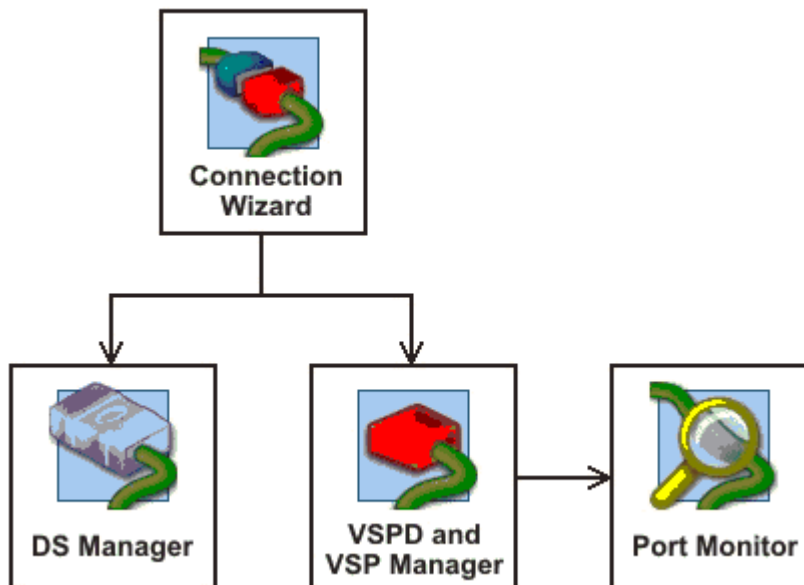 Connection
Wizard
DS Manager
VSPD and
VSP Manager
Port Monitor